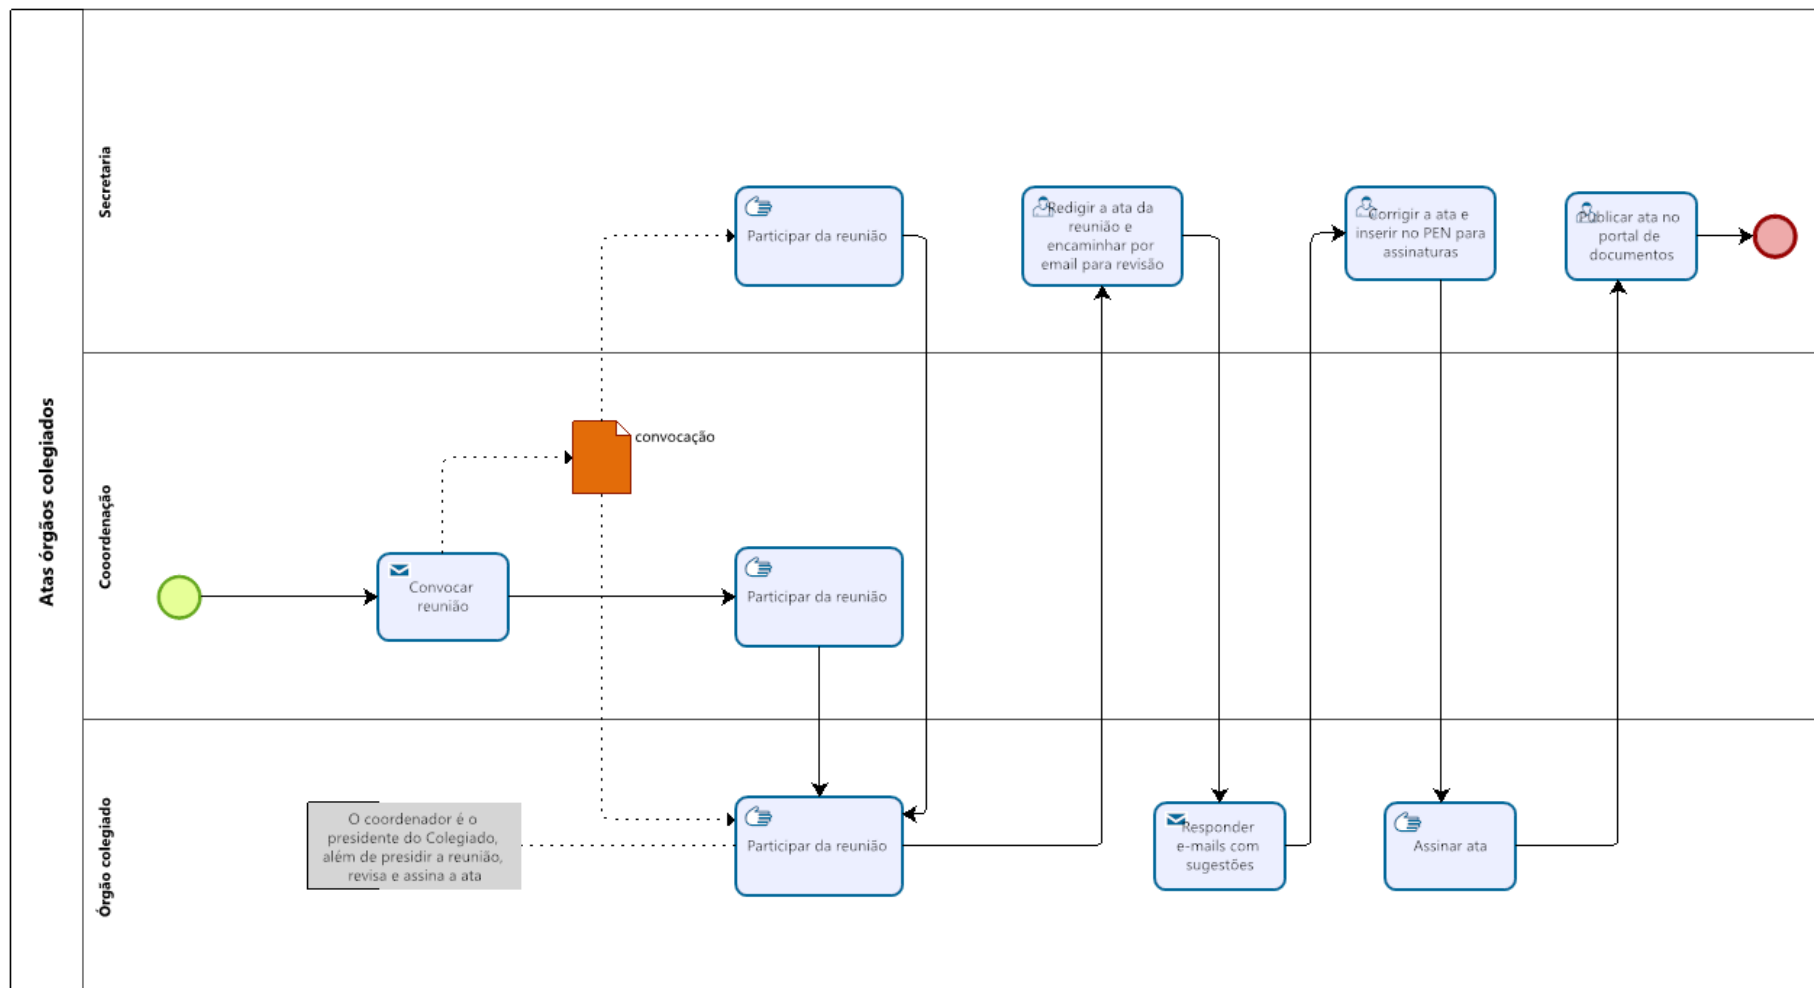 Atas órgãos colegiados
Secretaria
Participar da reunião
Redigir a ata da
reunião e
encaminhar por
email para revisão
Corrigir a ata e
inserir no PEN para
assinaturas
Publicar ata no
portal de
documentos
Cooordenação
convocação
Convocar
reunião
Participar da reunião
Órgão colegiado
O coordenador é o
presidente do Colegiado,
além de presidir a reunião,
revisa e assina a ata
Participar da reunião
Responder
e-mails com
sugestões
Assinar ata